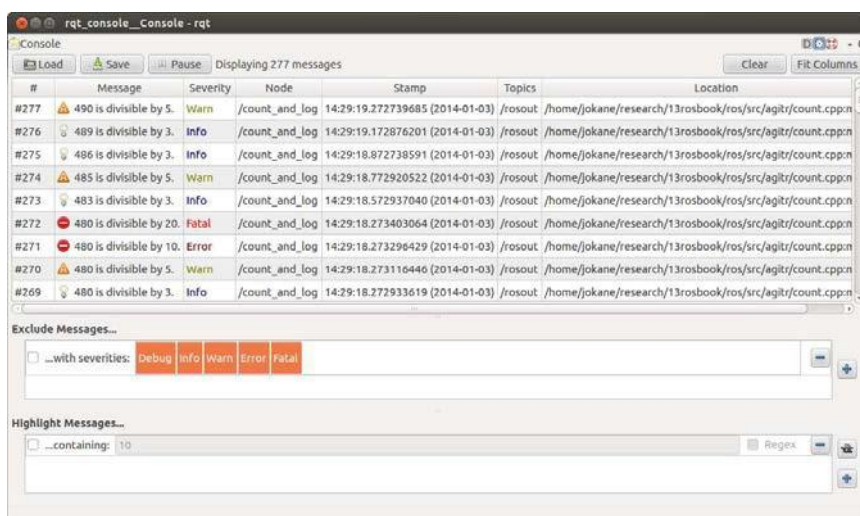 rqt_console__Console - rqt
Console D
Load Save Pause Displaying 277 messages Clear Fit Columns
# Message Severity Node Stamp Topics Location
#277 490 is divisible by 5. Warn /count_and_log 14:29:19.272739685 (2014-01-03) /rosout /home/jokane/research/13rosbook/ros/src/agitr/count.cpp:n
#276 489 is divisible by 3. Info /count_and_log 14:29:19.172876201 (2014-01-03) /rosout /home/jokane/research/13rosbook/ros/src/agitr/count.cpp:n
#275 486 is divisible by 3. Info /count_and_log 14:29:18.872738591 (2014-01-03) /rosout /home/jokane/research/13rosbook/ros/src/agitr/count.cpp:n
#274 485 is divisible by 5. Warn /count_and_log 14:29:18.772920522 (2014-01-03) /rosout /home/jokane/research/13rosbook/ros/src/agitr/count.cpp:n
#273 483 is divisible by 3. Info /count_and_log 14:29:18.572937040 (2014-01-03) /rosout /home/jokane/research/13rosbook/ros/src/agitr/count.cpp:n
#272 480 is divisible by 20. Fatal /count_and_log 14:29:18.273403064 (2014-01-03) /rosout /home/jokane/research/13rosbook/ros/src/agitr/count.cpp:n
#271 480 is divisible by 10. Error /count_and_log 14:29:18.273296429 (2014-01-03) /rosout /home/jokane/research/13rosbook/ros/src/agitr/count.cpp:n
#270 480 is divisible by 5. Warn /count_and_log 14:29:18.273116446 (2014-01-03) /rosout /home/jokane/research/13rosbook/ros/src/agitr/count.cpp:n
#269 480 is divisible by 3. Info /count_and_log 14:29:18.272933619 (2014-01-03) /rosout /home/jokane/research/13rosbook/ros/src/agitr/count.cpp:n
Exclude Messages...
...with severities: Debug Info Warn Error Fatal
Highlight Messages...
...containing: 10 Regex